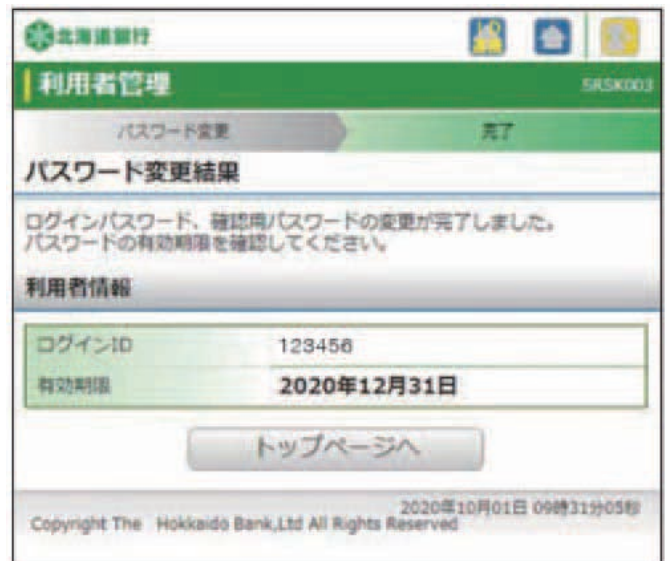 北海道銀行
利用者管理
SRSK003
パスワード変更
完了
パスワード変更結果
ログインパスワード、確認用パスワードの変更が完了しました。
パスワードの有効期限を確認してください。
利用者情報
ログインID 123456
有効期限 2020年12月31日
トップページへ
2020年10月01日 09時31分05秒
Copyright The Hokkaido Bank,Ltd All Rights Reserved